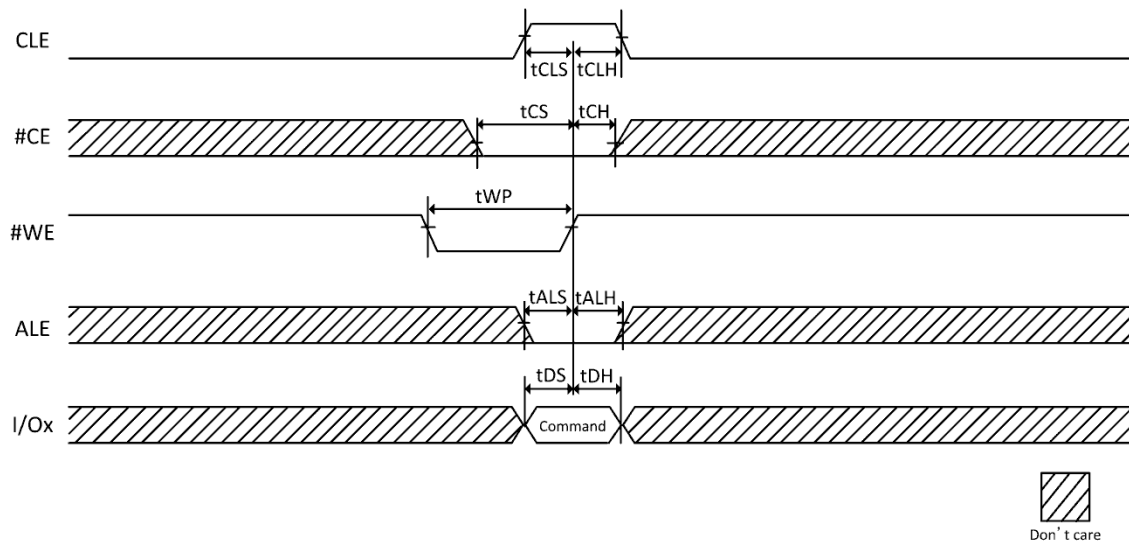 CLE
tCLS
tCLH
#CE
tCS
tCH
#WE
tWP
ALE
tALS
tALH
I/Ox
tDS
tDH
Command
Don't care